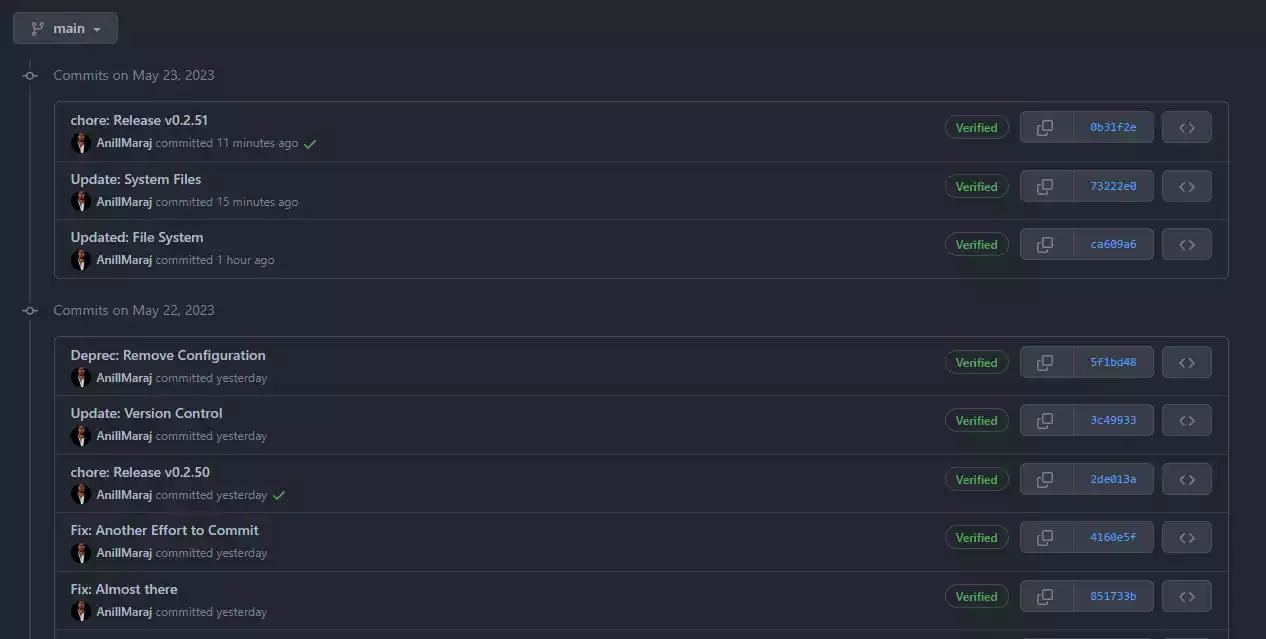 main
Commits on May 23, 2023
chore: Release v0.2.51
AnillMaraj committed 11 minutes ago
Verified
0b31f2e
Update: System Files
AnillMaraj committed 15 minutes ago
Verified
73222e0
Updated: File System
AnillMaraj committed 1 hour ago
Verified
ca609a6
Commits on May 22, 2023
Deprec: Remove Configuration
AnillMaraj committed yesterday
Verified
5f1bd48
Update: Version Control
AnillMaraj committed yesterday
Verified
3c49933
chore: Release v0.2.50
AnillMaraj committed yesterday
Verified
2de013a
Fix: Another Effort to Commit
AnillMaraj committed yesterday
Verified
4160e5f
Fix: Almost there
AnillMaraj committed yesterday
Verified
851733b